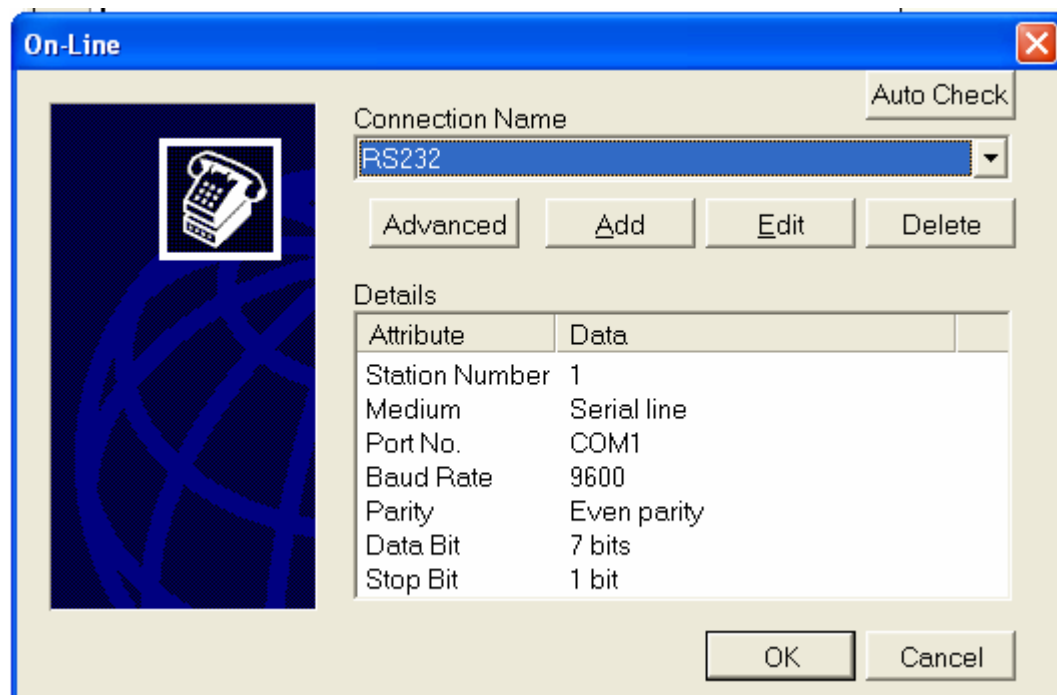 On-Line
Auto Check
Connection Name
RS232
Advanced Add Edit Delete
Details
Attribute Data
Station Number 1
Medium Serial line
Port No. COM1
Baud Rate 9600
Parity Even parity
Data Bit 7 bits
Stop Bit 1 bit
OK Cancel